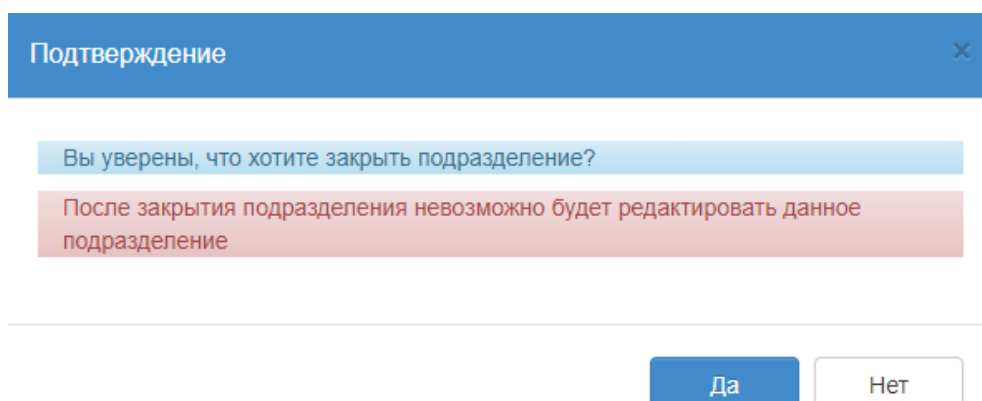 Подтверждение ×
Вы уверены, что хотите закрыть подразделение?
После закрытия подразделения невозможно будет редактировать данное
подразделение
Да Нет